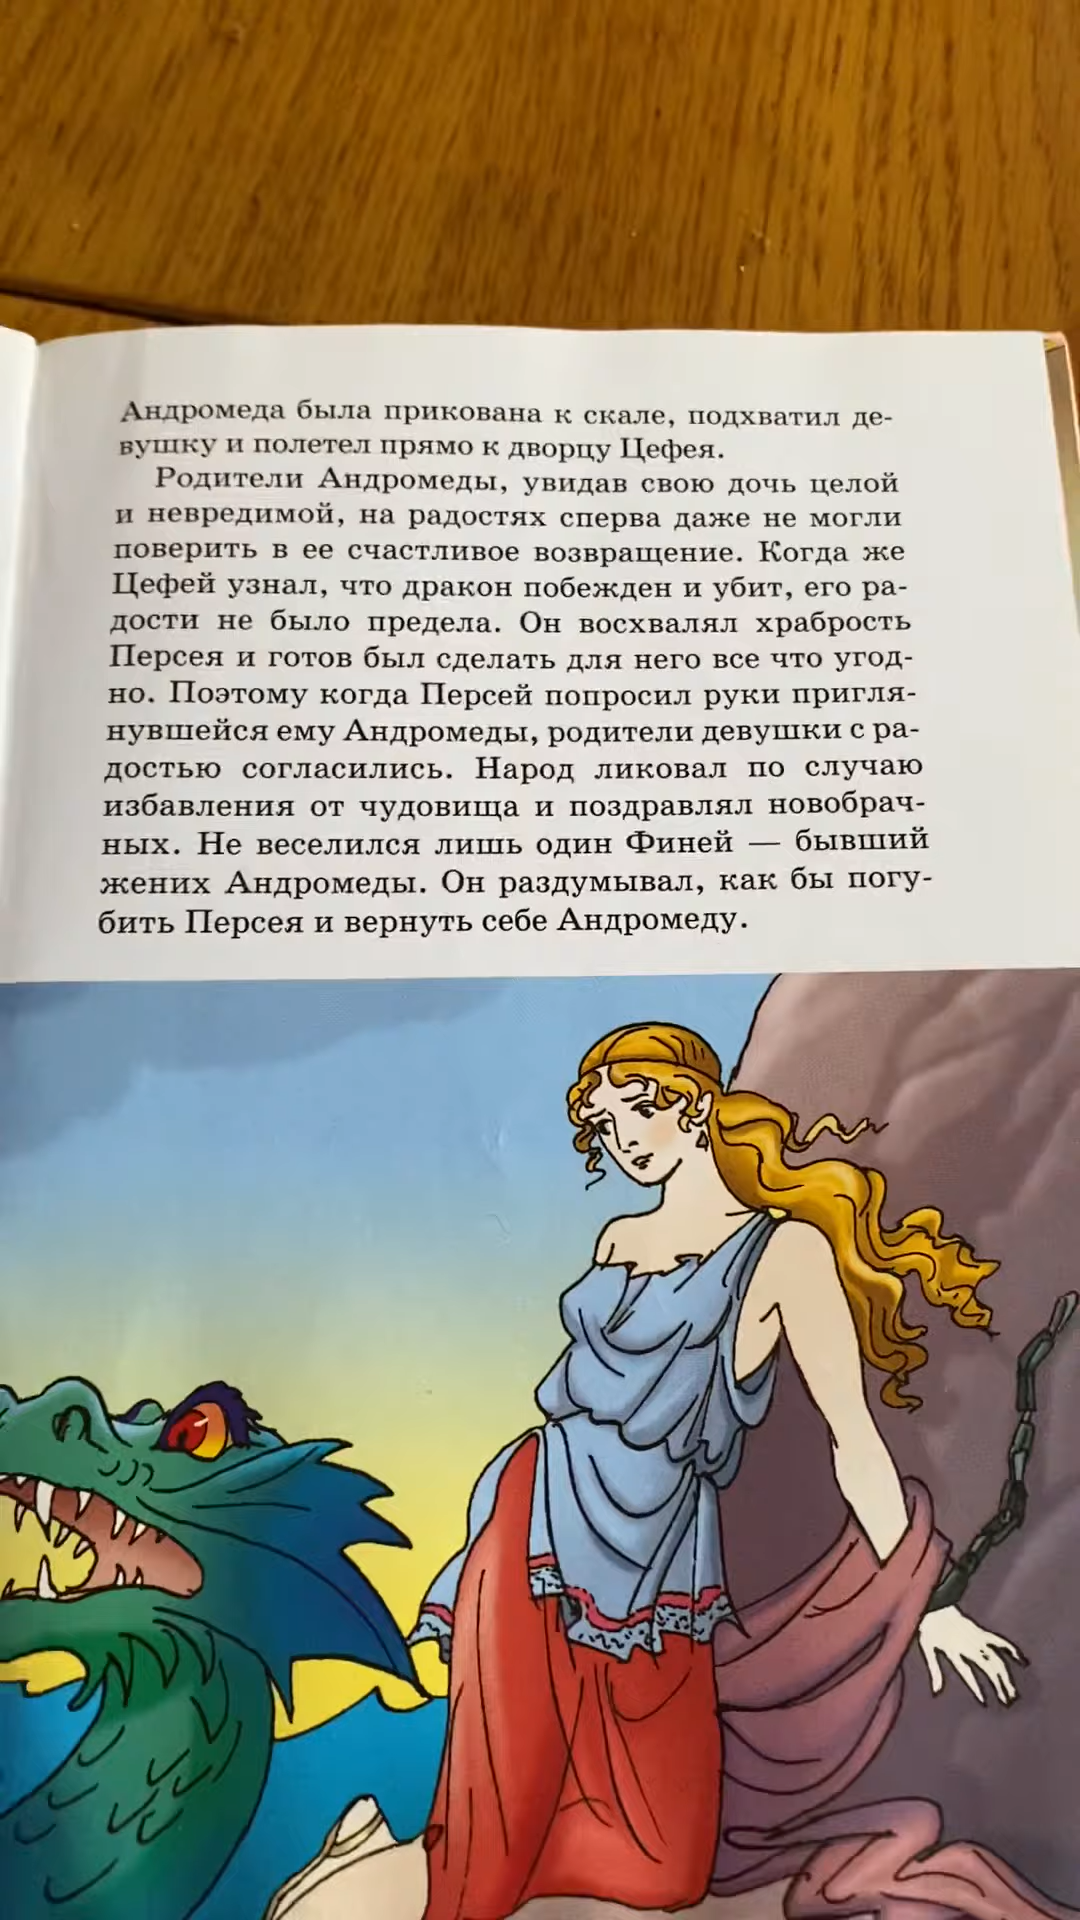 Андромеда была прикована к скале, подхватил де-
вушку и полетел прямо к дворцу Цефея.
Родители Андромеды, увидав свою дочь целой
и невредимой, на радостях сперва даже не могли
поверить в ее счастливое возвращение. Когда же
Цефей узнал, что дракон побежден и убит, его ра-
дости не было предела. Он восхвалял храбрость
Персея и готов был сделать для него все что угод-
но. Поэтому когда Персей попросил руки пригля-
нувшейся ему Андромеды, родители девушки с ра-
достью согласились. Народ ликовал по случаю
избавления от чудовища и поздравлял новобрач-
ных. Не веселился лишь один Финей — бывший
жених Андромеды. Он раздумывал, как бы погу-
бить Персея и вернуть себе Андромеду.